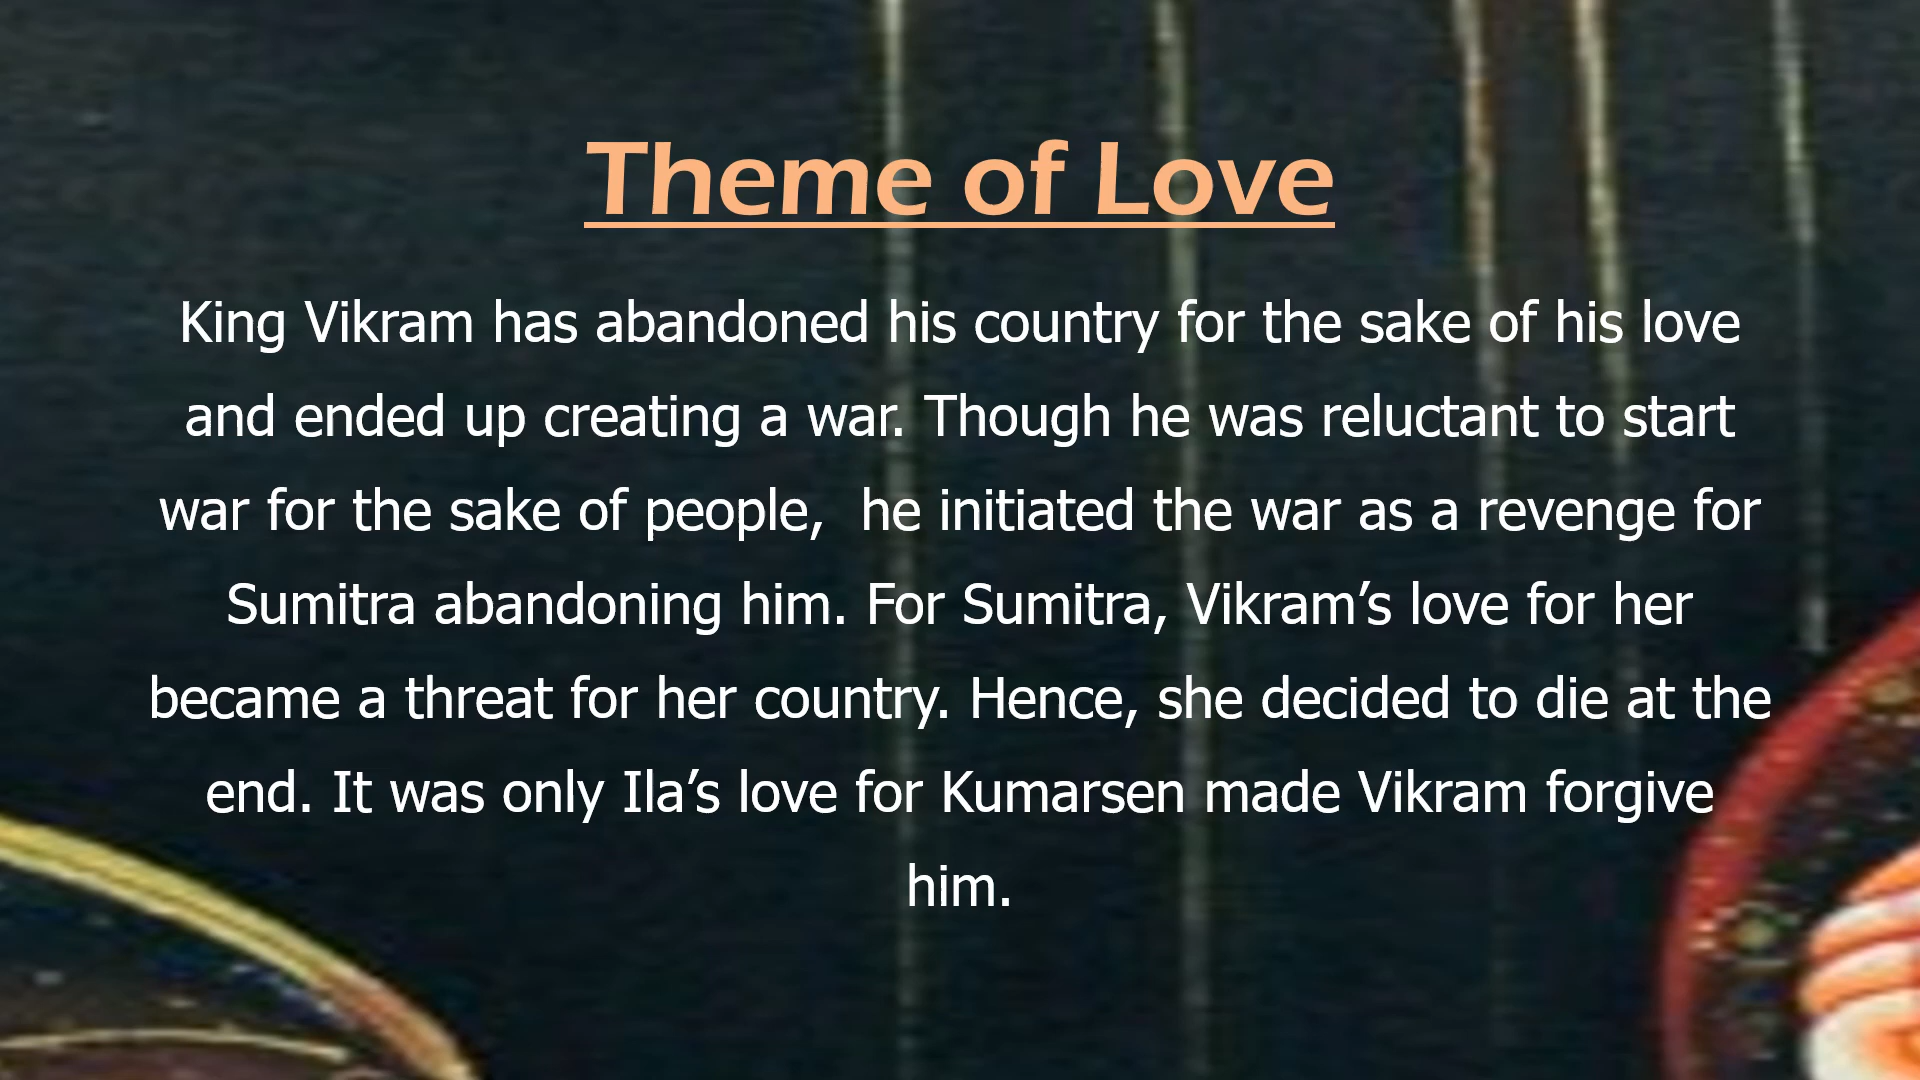 Theme of Love
King Vikram has abandoned his country for the sake of his love
and ended up creating a war. Though he was reluctant to start
war for the sake of people,  he initiated the war as a revenge for
Sumitra abandoning him. For Sumitra, Vikram’s love for her
became a threat for her country. Hence, she decided to die at the
end. It was only Ila’s love for Kumarsen made Vikram forgive
him.